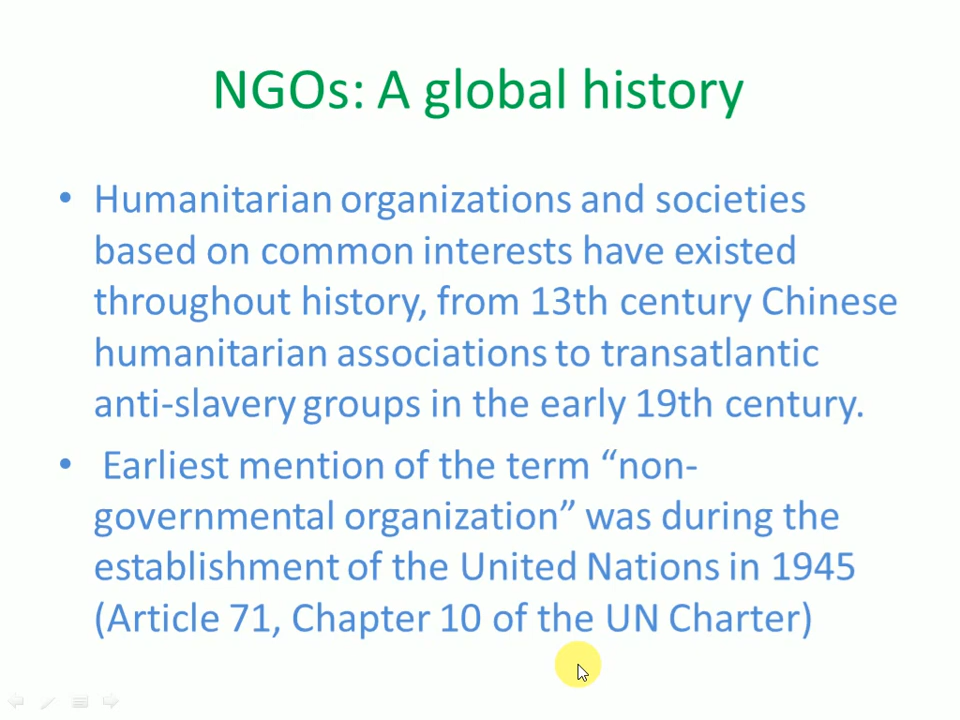 NGOs: A global history
• Humanitarian organizations and societies
based on common interests have existed
throughout history, from 13th century Chinese
humanitarian associations to transatlantic
anti-slavery groups in the early 19th century.
• Earliest mention of the term “non-
governmental organization” was during the
establishment of the United Nations in 1945
(Article 71, Chapter 10 of the UN Charter)